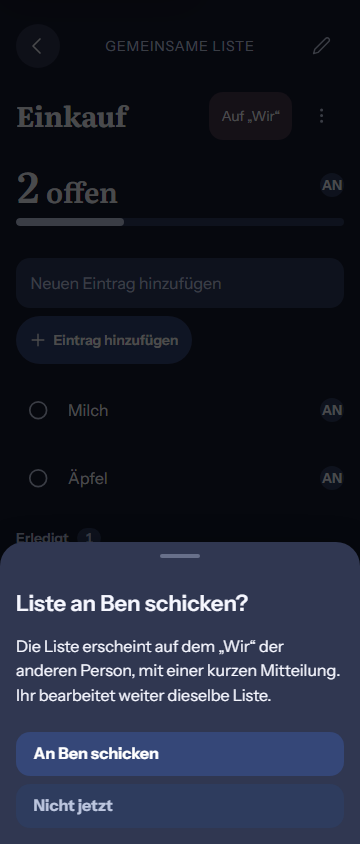 GEMEINSAME LISTE
Einkauf
Auf „Wir“
2 offen
AN
Neuen Eintrag hinzufügen
+ Eintrag hinzufügen
Milch
AN
Äpfel
AN
Erledigt 1
Liste an Ben schicken?
Die Liste erscheint auf dem „Wir“ der
anderen Person, mit einer kurzen Mitteilung.
Ihr bearbeitet weiter dieselbe Liste.
An Ben schicken
Nicht jetzt